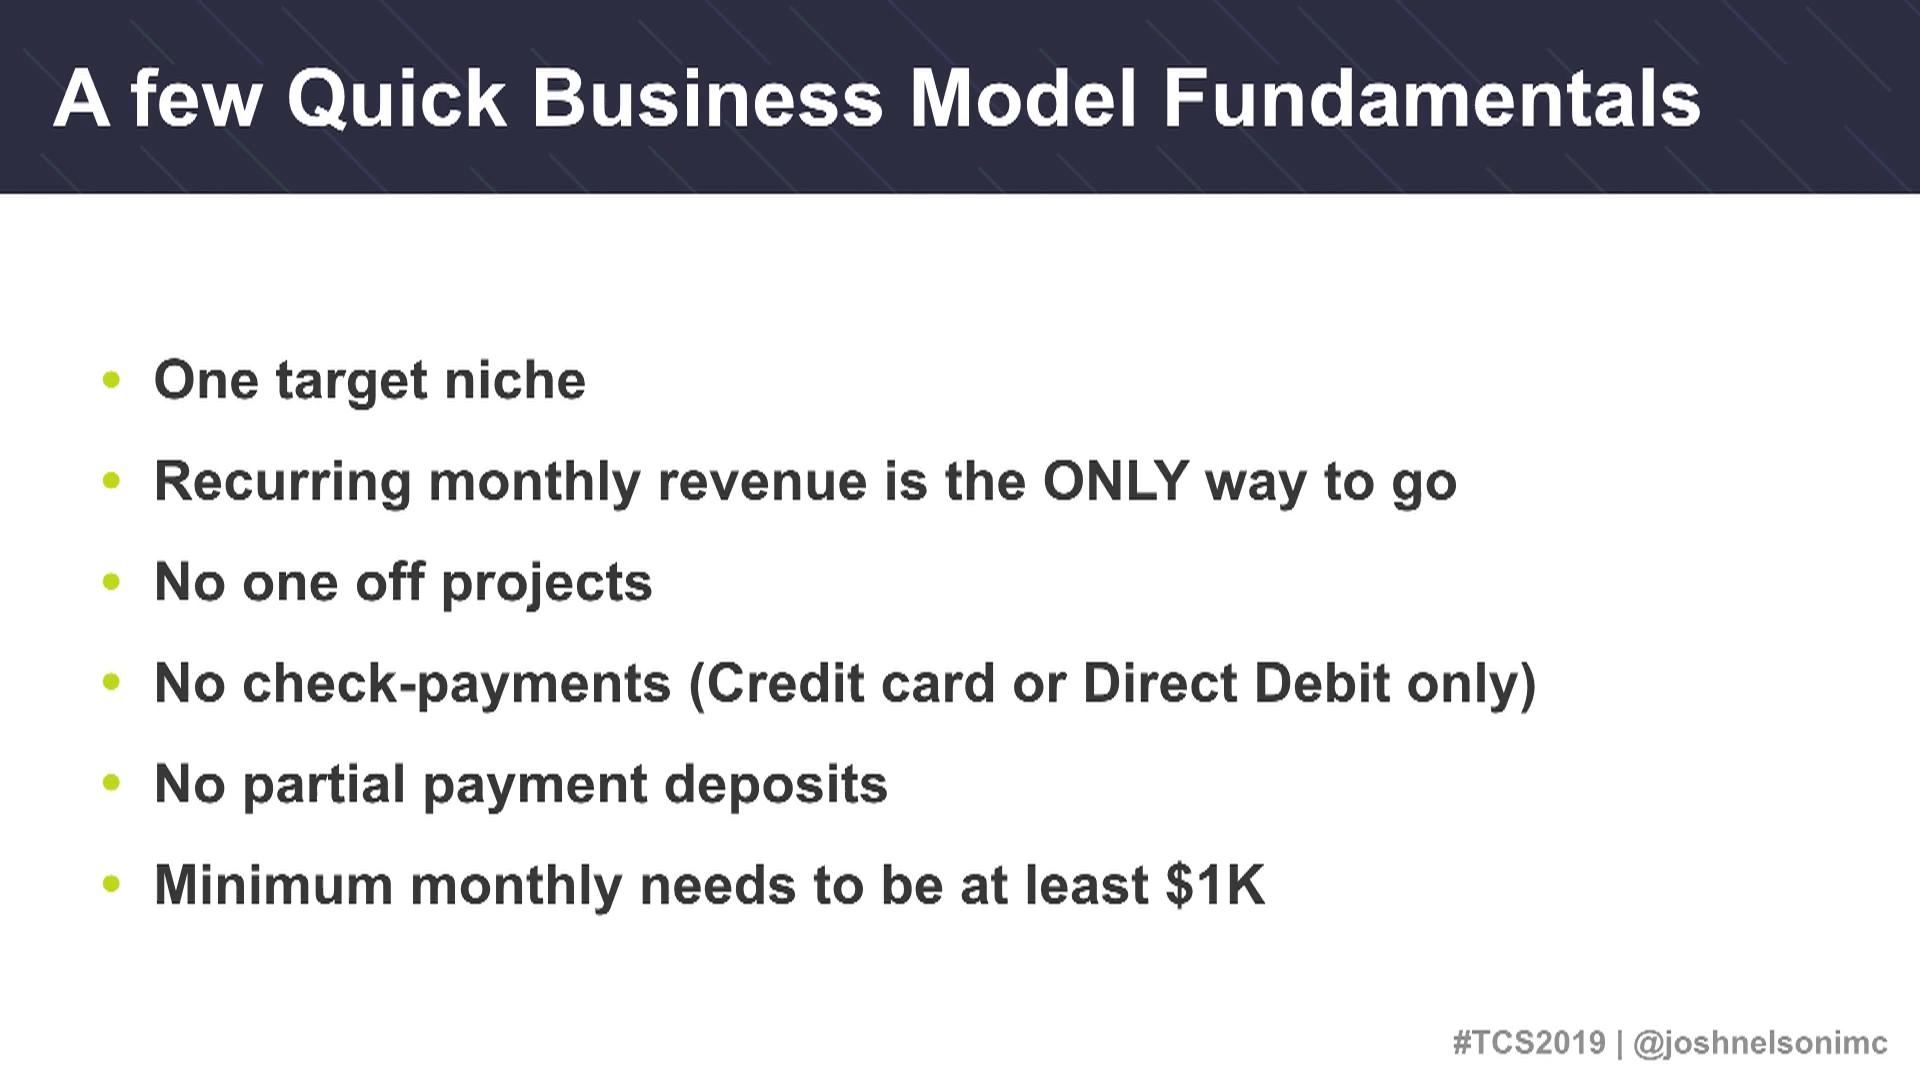 A few Quick Business Model Fundamentals
• One target niche
• Recurring monthly revenue is the ONLY way to go
• No one off projects
• No check-payments (Credit card or Direct Debit only)
• No partial payment deposits
• Minimum monthly needs to be at least $1K
#TCS2019 | @joshnelsonimc